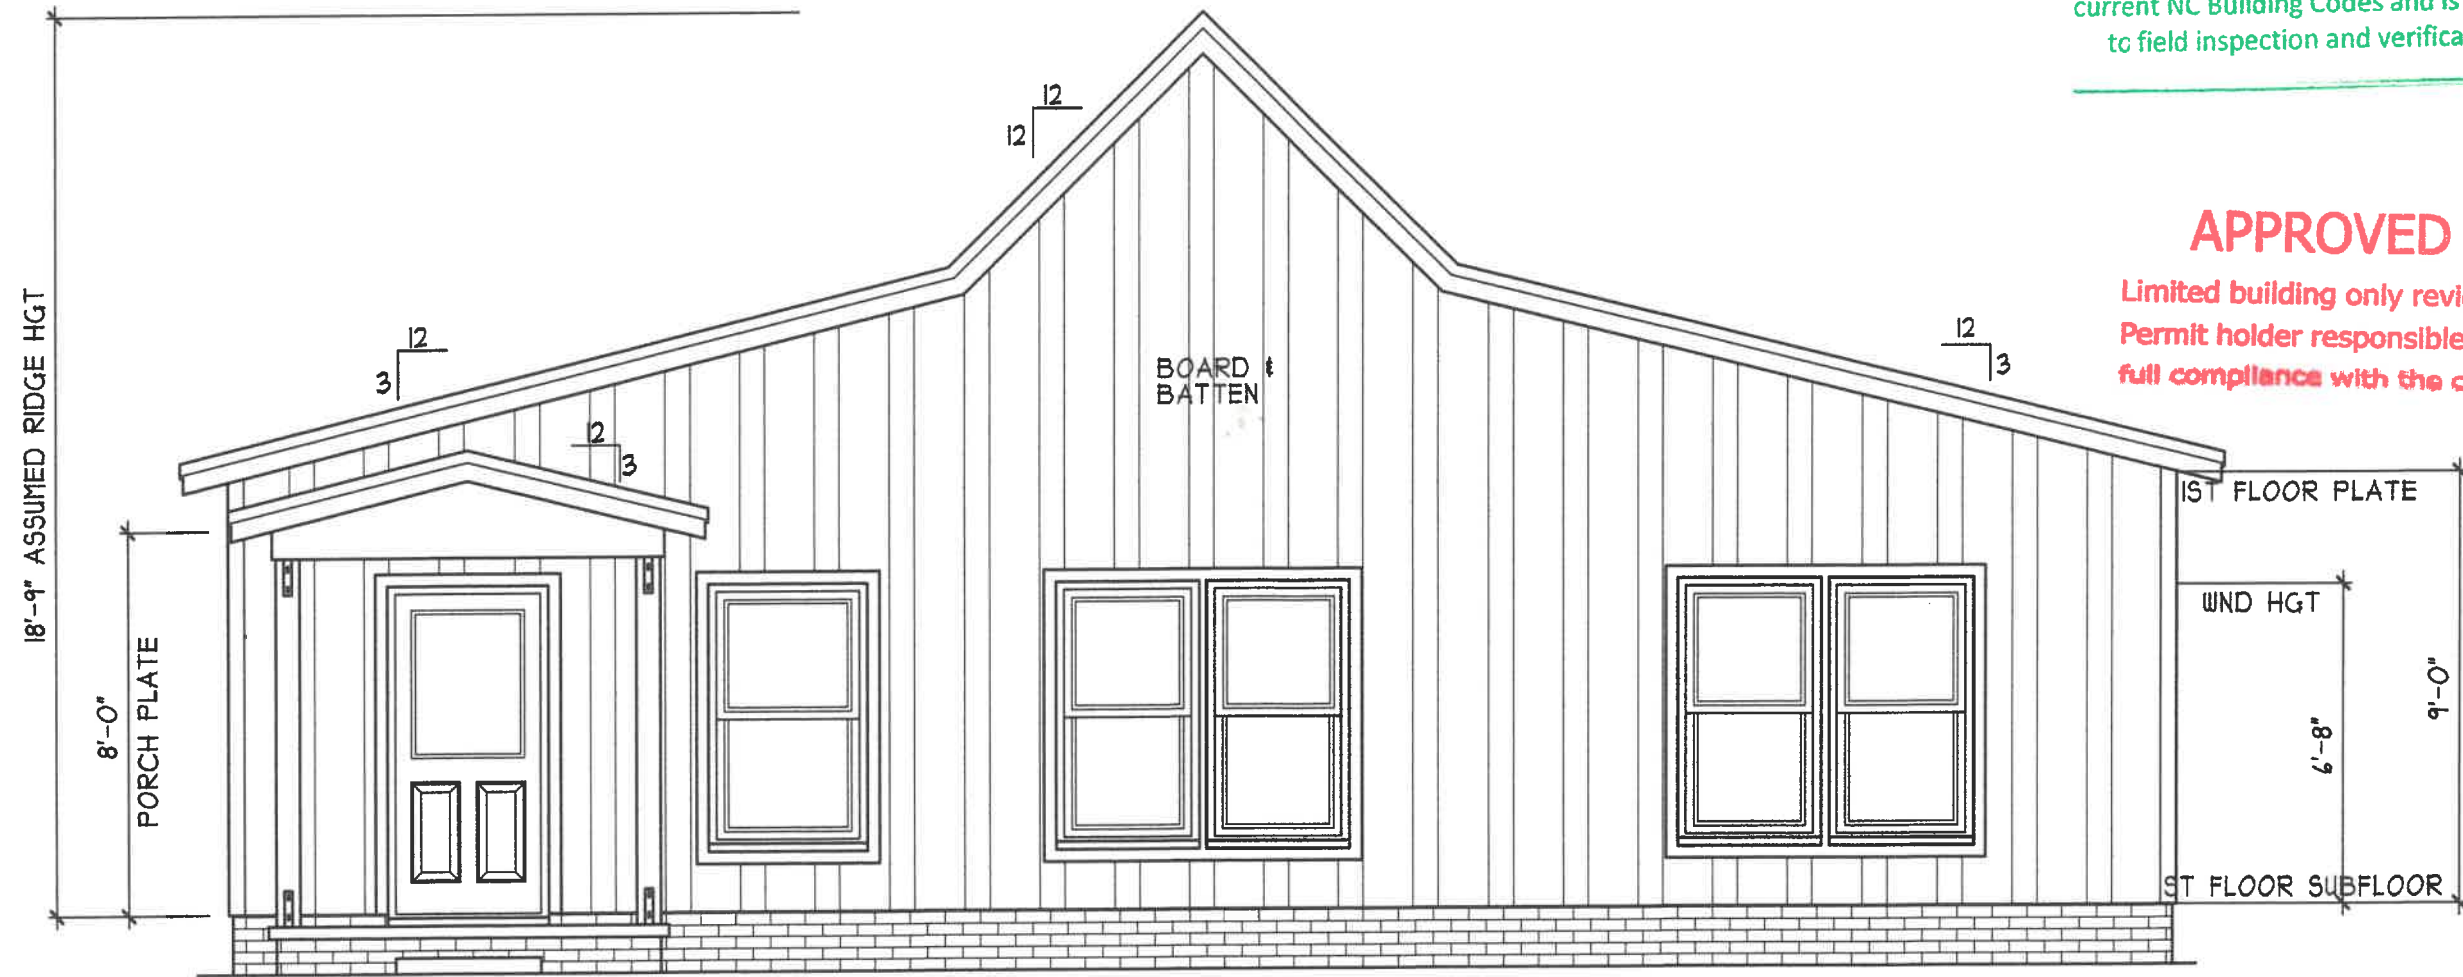 current NC Building Codes and is
to field inspection and verifica
APPROVED
Limited building only revi
Permit holder responsible
full compliance with the c
18'-9" ASSUMED RIDGE HGT
12
12
12
3
12
3
12
3
BOARD &
BATTEN
8'-0"
PORCH PLATE
1ST FLOOR PLATE
WND HGT
9'-0"
6'-8"
ST FLOOR SUBFLOOR